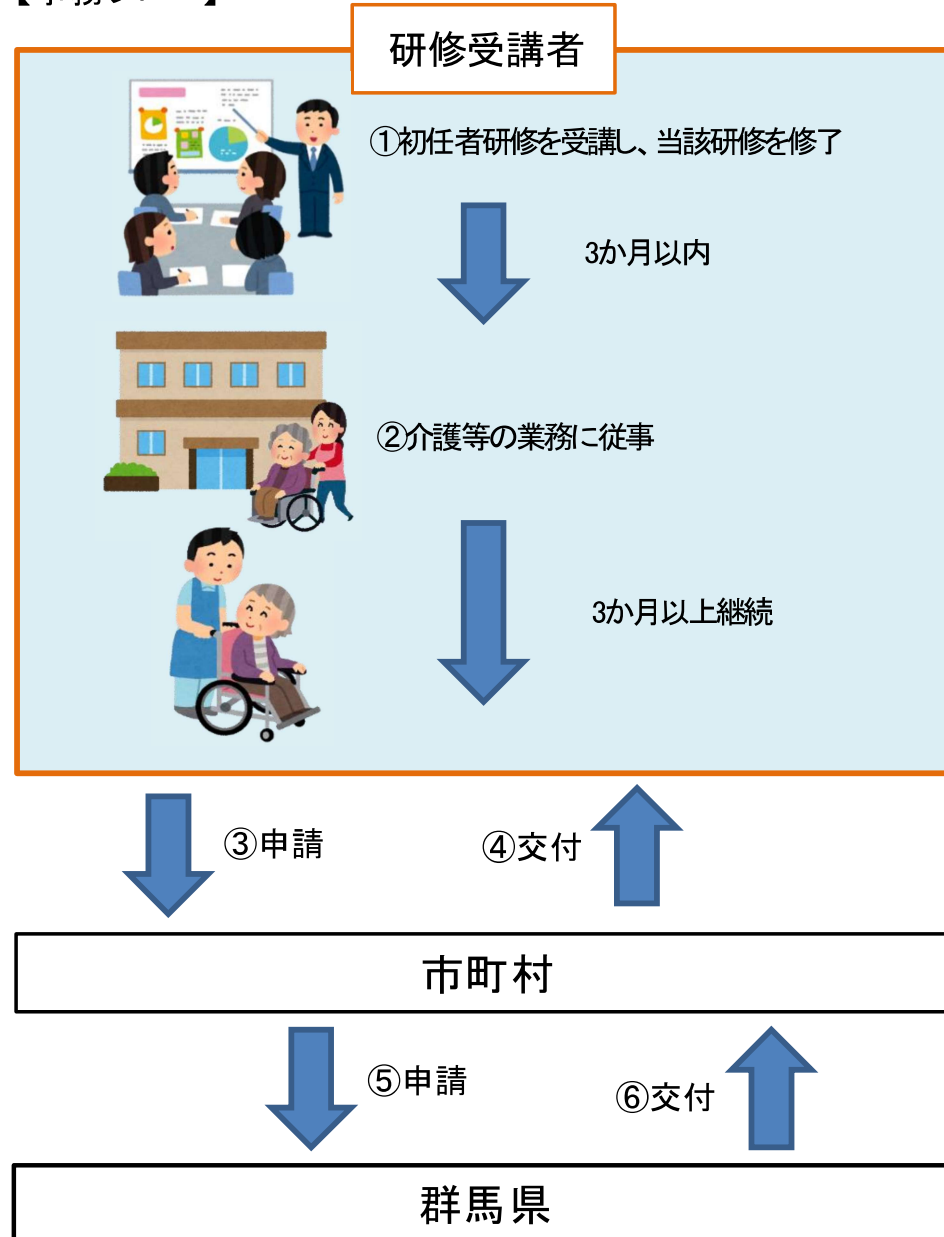 研修受講者
①初任者研修を受講し、当該研修を修了
3か月以内
②介護等の業務に従事
3か月以上継続
③申請
④交付
市町村
⑤申請
⑥交付
群馬県